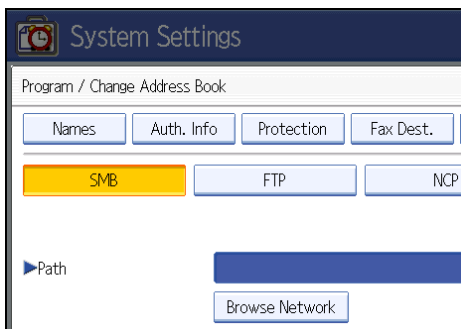 System Settings
Program / Change Address Book
Names Auth. Info Protection Fax Dest.
SMB FTP NCP
▶Path
Browse Network